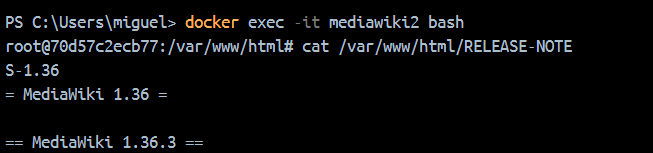 PS C:\Users\miguel> docker exec -it mediawiki2 bash
root@70d57c2ecb77:/var/www/html# cat /var/www/html/RELEASE-NOTE
S-1.36
= MediaWiki 1.36 =
== MediaWiki 1.36.3 ==